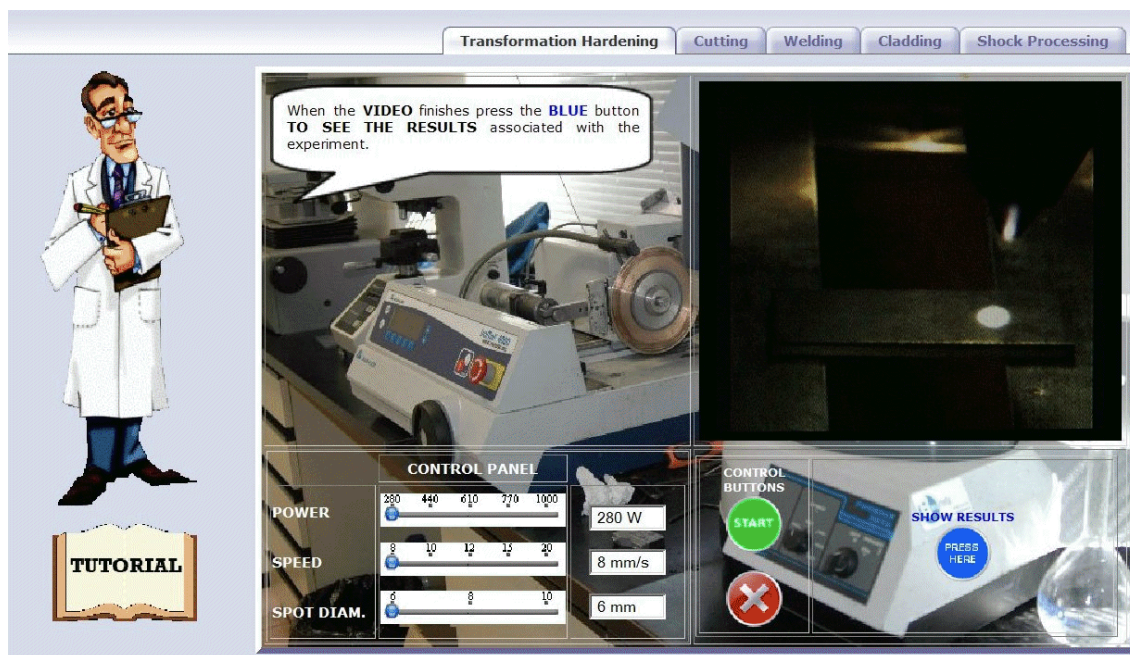 Transformation Hardening Cutting Welding Cladding Shock Processing
When the VIDEO finishes press the BLUE button
TO SEE THE RESULTS associated with the
experiment.
TUTORIAL
CONTROL PANEL
POWER
280 440 610 770 1000
280 W
SPEED
8 10 12 15 20
8 mm/s
SPOT DIAM.
6 8 10
6 mm
CONTROL
BUTTONS
START
SHOW RESULTS
PRESS
HERE